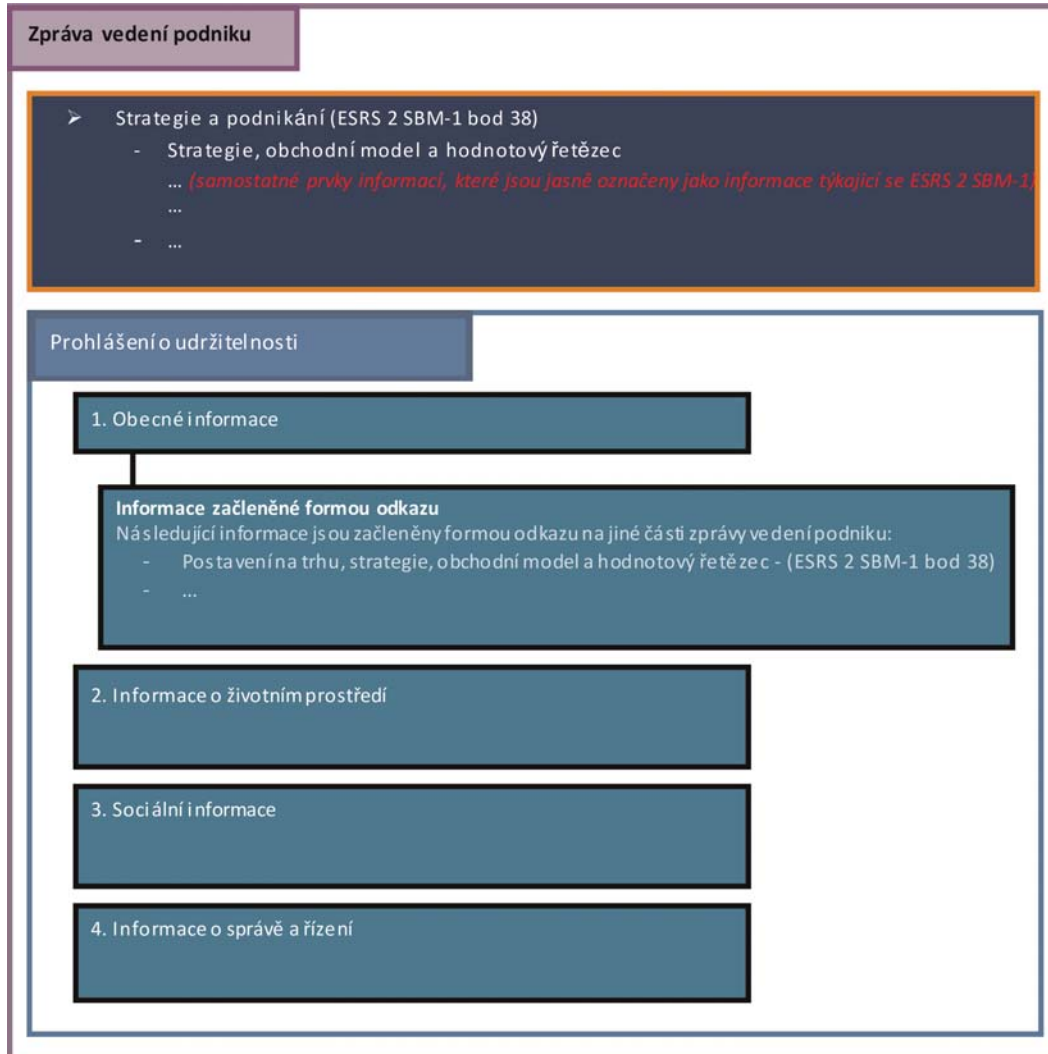 Zpráva vedení podniku
➢ Strategie a podnikání (ESRS 2 SBM-1 bod 38)
- Strategie, obchodní model a hodnotový řetězec
... (samostatné prvky informací, které jsou jasně označeny jako informace týkající se ESRS 2 SBM-1)
...
- ...
Prohlášení o udržitelnosti
1. Obecné informace
Informace začleněné formou odkazu
Následující informace jsou začleněny formou odkazu na jiné části zprávy vedení podniku:
- Postavení na trhu, strategie, obchodní model a hodnotový řetězec - (ESRS 2 SBM-1 bod 38)
- ...
2. Informace o životním prostředí
3. Sociální informace
4. Informace o správě a řízení